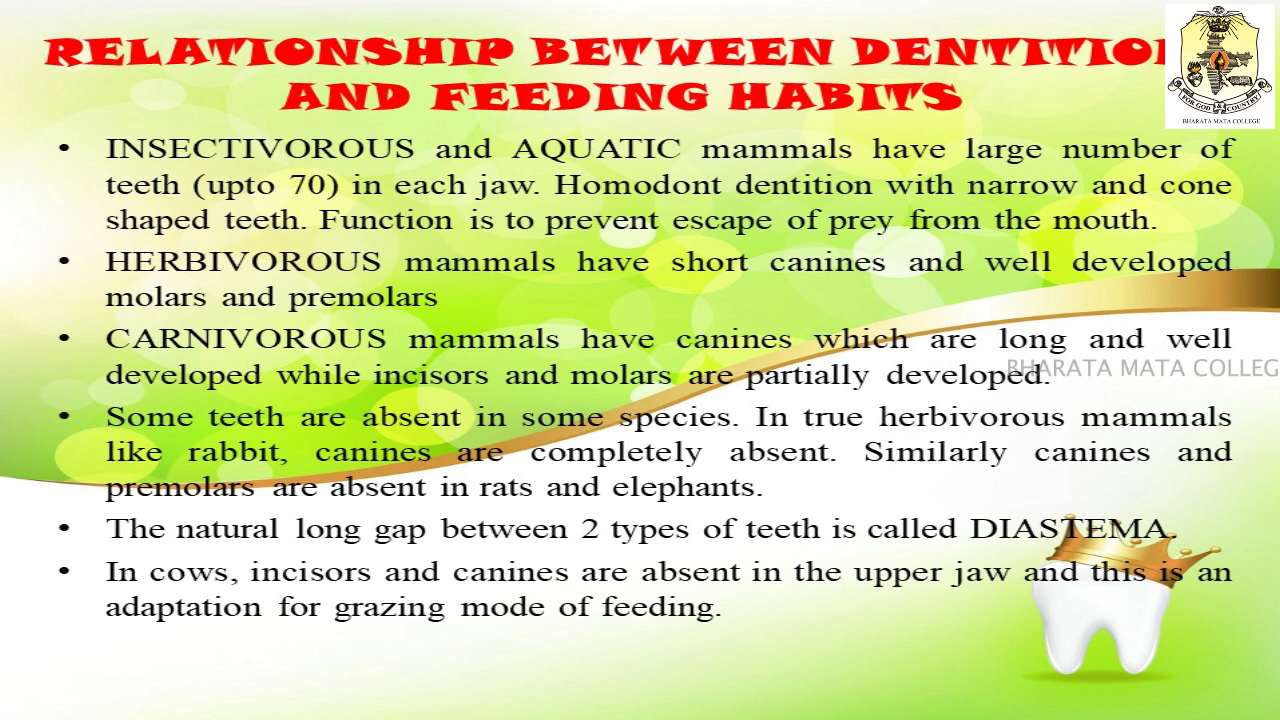 RELATIONSHIP BETWEEN DENTITION
AND FEEDING HABITS
FOR GOD & COUNTRY
BHARATA MATA COLLEGE
• INSECTIVOROUS and AQUATIC mammals have large number of
teeth (upto 70) in each jaw. Homodont dentition with narrow and cone
shaped teeth. Function is to prevent escape of prey from the mouth.
• HERBIVOROUS mammals have short canines and well developed
molars and premolars
• CARNIVOROUS mammals have canines which are long and well
developed while incisors and molars are partially developed.
BHARATA MATA COLLEG
• Some teeth are absent in some species. In true herbivorous mammals
like rabbit, canines are completely absent. Similarly canines and
premolars are absent in rats and elephants.
• The natural long gap between 2 types of teeth is called DIASTEMA.
• In cows, incisors and canines are absent in the upper jaw and this is an
adaptation for grazing mode of feeding.